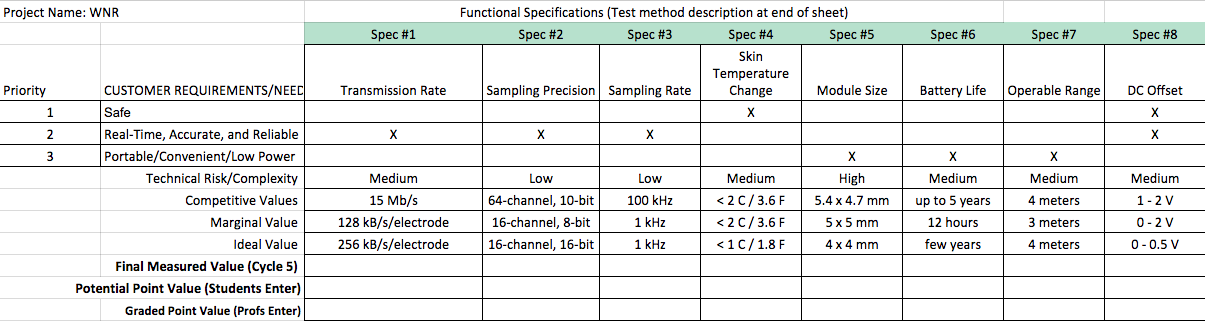 Project Name: WNR Functional Specifications (Test method description at end of sheet)
Spec #1 Spec #2 Spec #3 Spec #4 Spec #5 Spec #6 Spec #7 Spec #8
Skin
Temperature
Priority CUSTOMER REQUIREMENTS/NEED Transmission Rate Sampling Precision Sampling Rate Change Module Size Battery Life Operable Range DC Offset
1 Safe X X
2 Real-Time, Accurate, and Reliable X X X X
3 Portable/Convenient/Low Power X X X
Technical Risk/Complexity Medium Low Low Medium High Medium Medium Medium
Competitive Values 15 Mb/s 64-channel, 10-bit 100 kHz < 2 C / 3.6 F 5.4 x 4.7 mm up to 5 years 4 meters 1 - 2 V
Marginal Value 128 kB/s/electrode 16-channel, 8-bit 1 kHz < 2 C / 3.6 F 5 x 5 mm 12 hours 3 meters 0 - 2 V
Ideal Value 256 kB/s/electrode 16-channel, 16-bit 1 kHz < 1 C / 1.8 F 4 x 4 mm few years 4 meters 0 - 0.5 V
Final Measured Value (Cycle 5)
Potential Point Value (Students Enter)
Graded Point Value (Profs Enter)